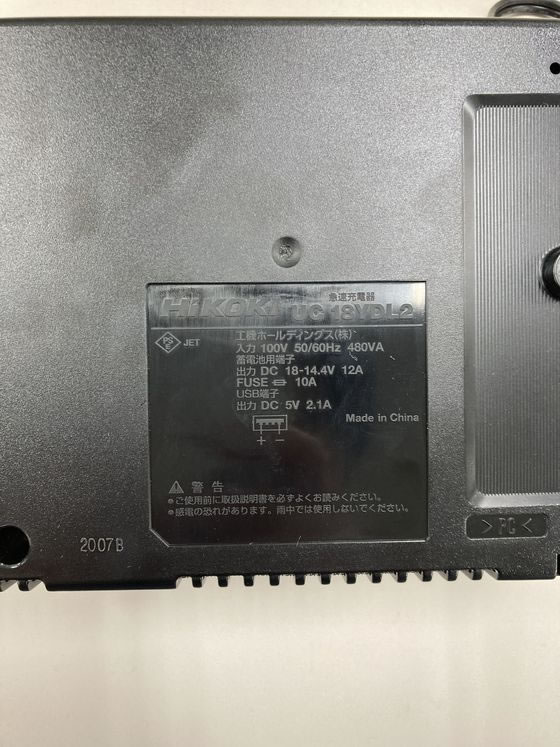 急速充電器
HiKOKI UC 18YDL2
工機ホールディングス(株)
PS E JET
入力 100V 50/60Hz 480VA
蓄電池用端子
出力 DC 18-14.4V 12A
FUSE 10A
USB端子
出力 DC 5V 2.1A
Made in China
+ −
⚠ 警告
●ご使用前に取扱説明書を必ずよくお読みください。
●感電の恐れがあります。雨中では使用しないでください。
2007B
>PC<